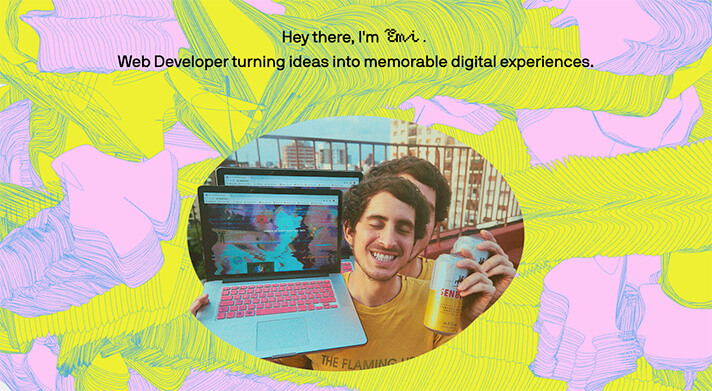 Hey there, I'm Emi.
Web Developer turning ideas into memorable digital experiences.
THE FLAMING